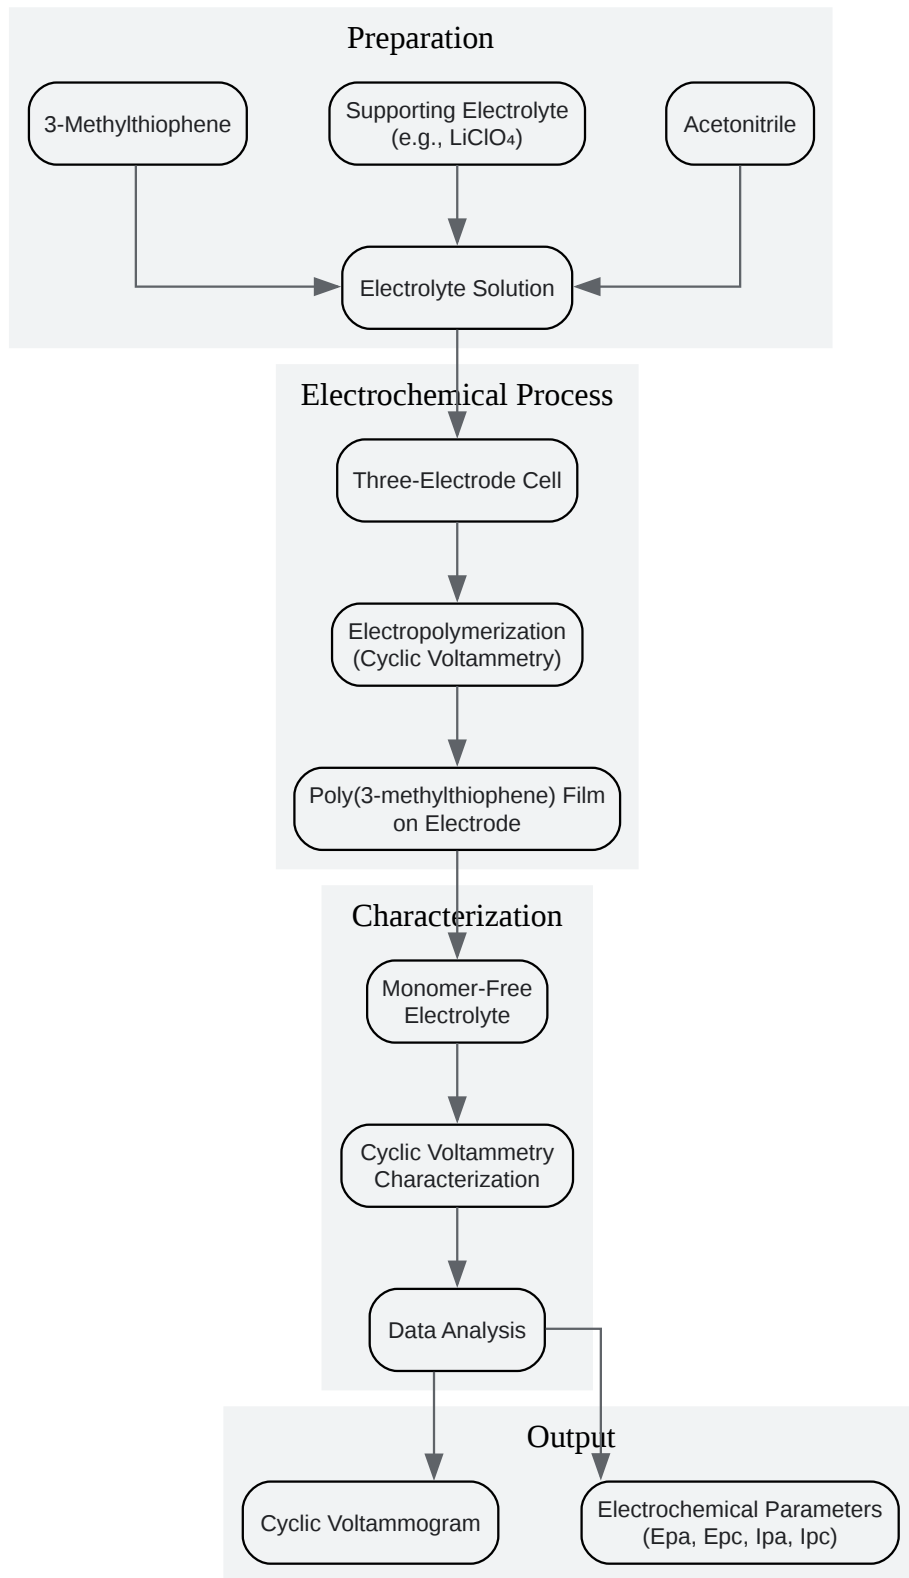 Preparation
3-Methylthiophene
Supporting Electrolyte
(e.g., LiClO₄)
Acetonitrile
Electrolyte Solution
Electrochemical Process
Three-Electrode Cell
Electropolymerization
(Cyclic Voltammetry)
Poly(3-methylthiophene) Film
on Electrode
Characterization
Monomer-Free
Electrolyte
Cyclic Voltammetry
Characterization
Data Analysis
Output
Cyclic Voltammogram
Electrochemical Parameters
(Epa, Epc, Ipa, Ipc)